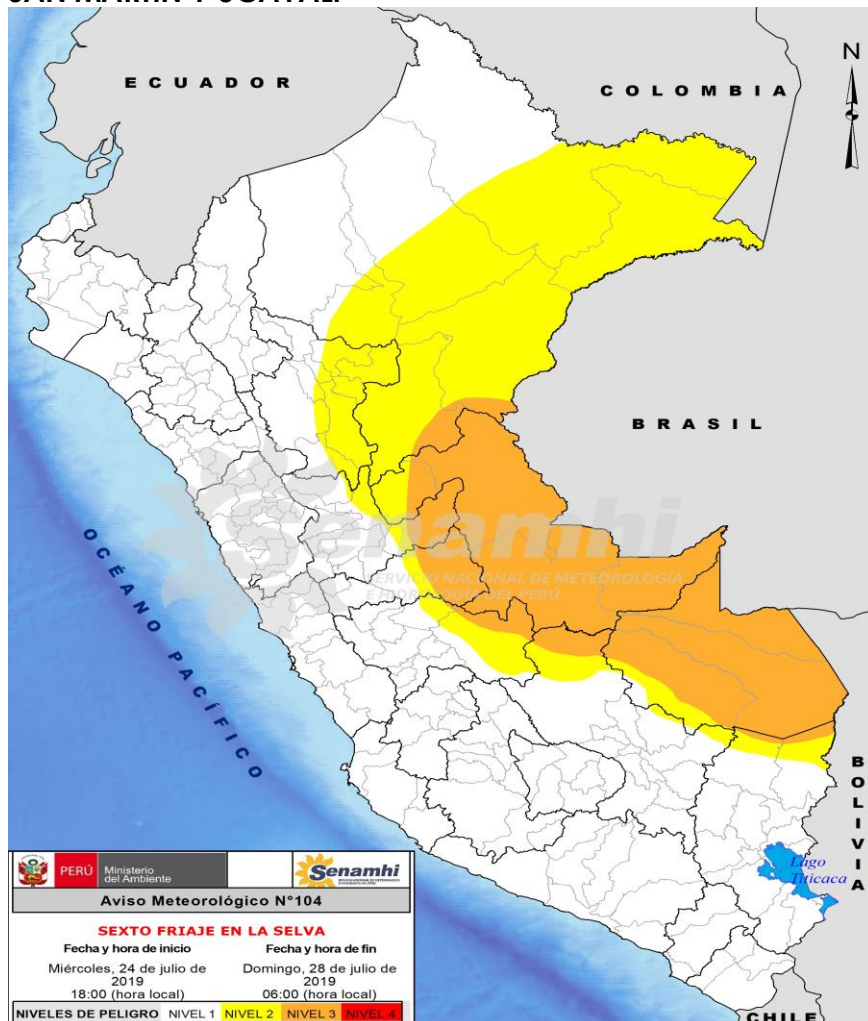 SAN MARTIN Y UCAYALI
ECUADOR
COLOMBIA
N
BRASIL
Senamhi
SERVICIO NACIONAL DE METEOROLOGÍA
E HIDROLOGÍA DEL PERÚ
OCÉANO PACÍFICO
BOLIVIA
Lago
Titicaca
CHILE
PERÚ Ministerio
del Ambiente
Senamhi
Aviso Meteorológico N°104
SEXTO FRIAJE EN LA SELVA
Fecha y hora de inicio Fecha y hora de fin
Miércoles, 24 de julio de Domingo, 28 de julio de
2019 2019
18:00 (hora local) 06:00 (hora local)
NIVELES DE PELIGRO NIVEL 1 NIVEL 2 NIVEL 3 NIVEL 4